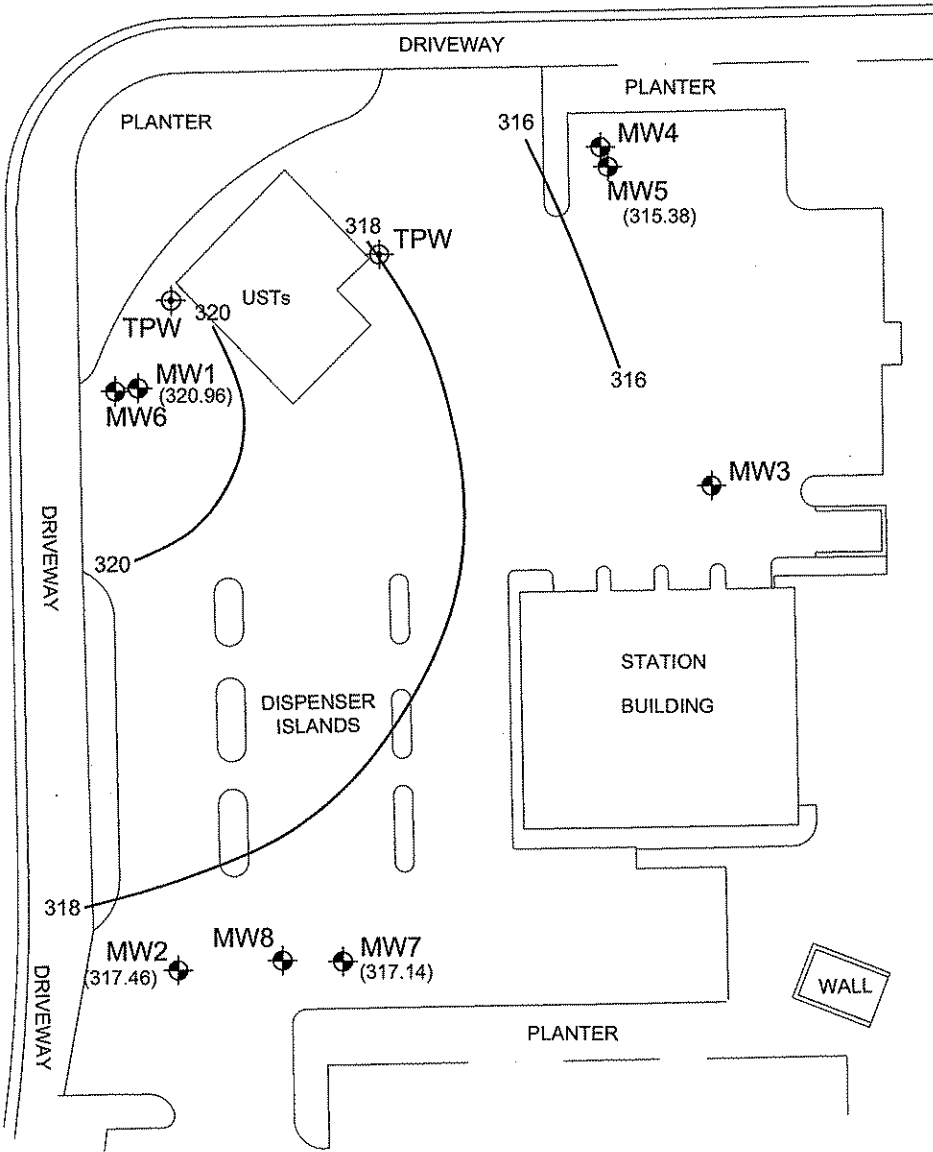 DRIVEWAY
PLANTER
PLANTER
316
MW4
MW5
(315.38)
318
TPW
USTs
320
TPW
MW1
(320.96)
MW6
316
MW3
DRIVEWAY
320
STATION
BUILDING
DISPENSER
ISLANDS
318
MW2
(317.46)
MW8
MW7
(317.14)
DRIVEWAY
WALL
PLANTER